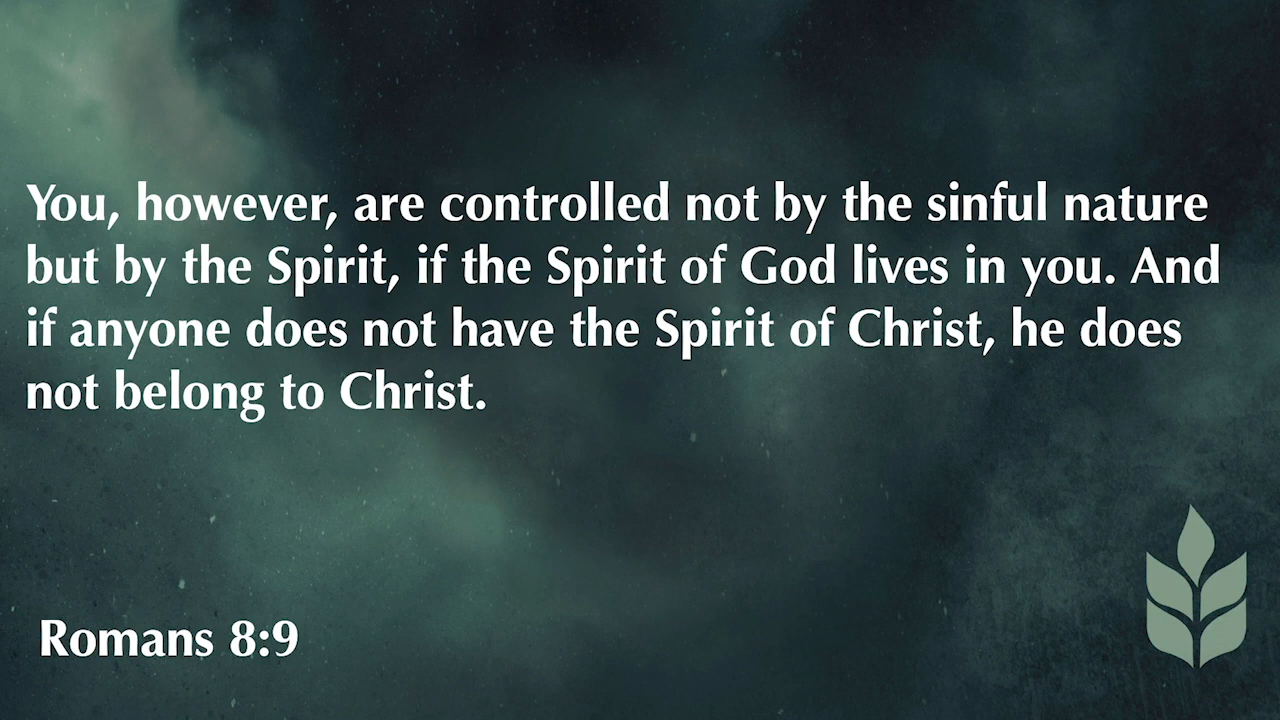 You, however, are controlled not by the sinful nature
but by the Spirit, if the Spirit of God lives in you. And
if anyone does not have the Spirit of Christ, he does
not belong to Christ.
Romans 8:9